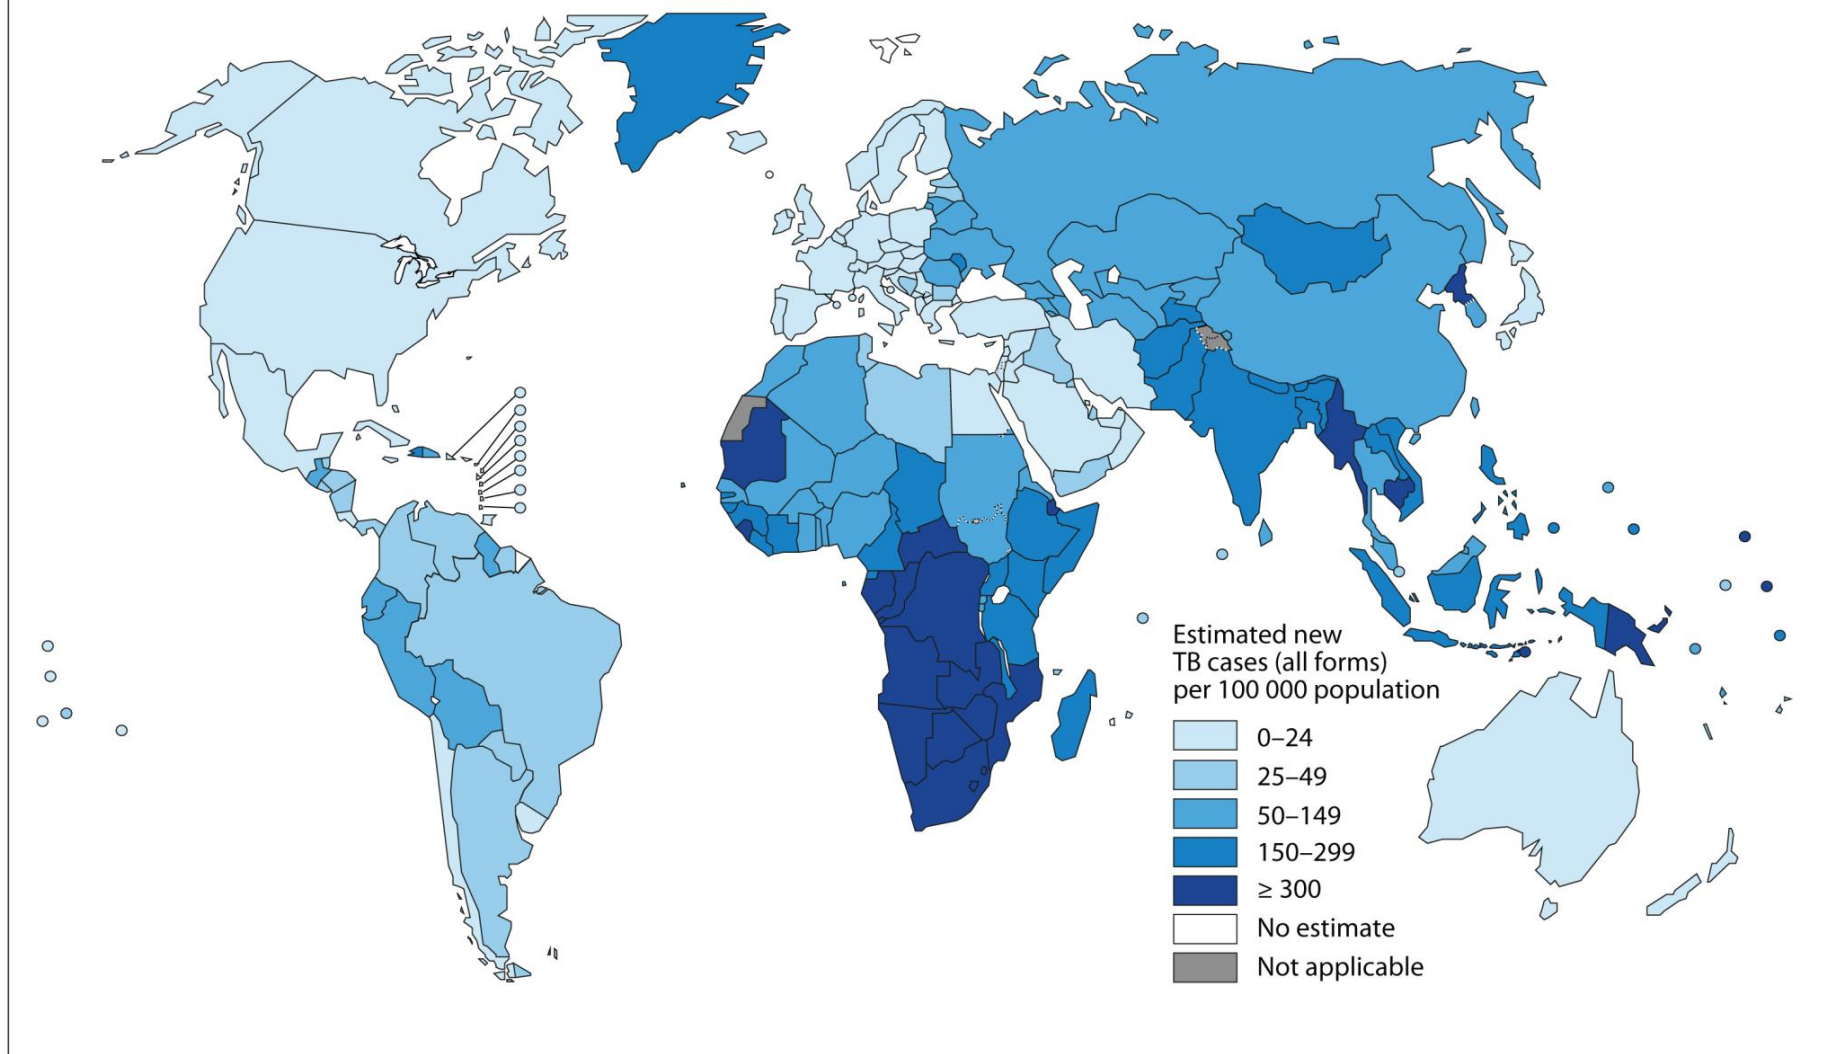 Estimated new
TB cases (all forms)
per 100 000 population
0–24
25–49
50–149
150–299
≥ 300
No estimate
Not applicable